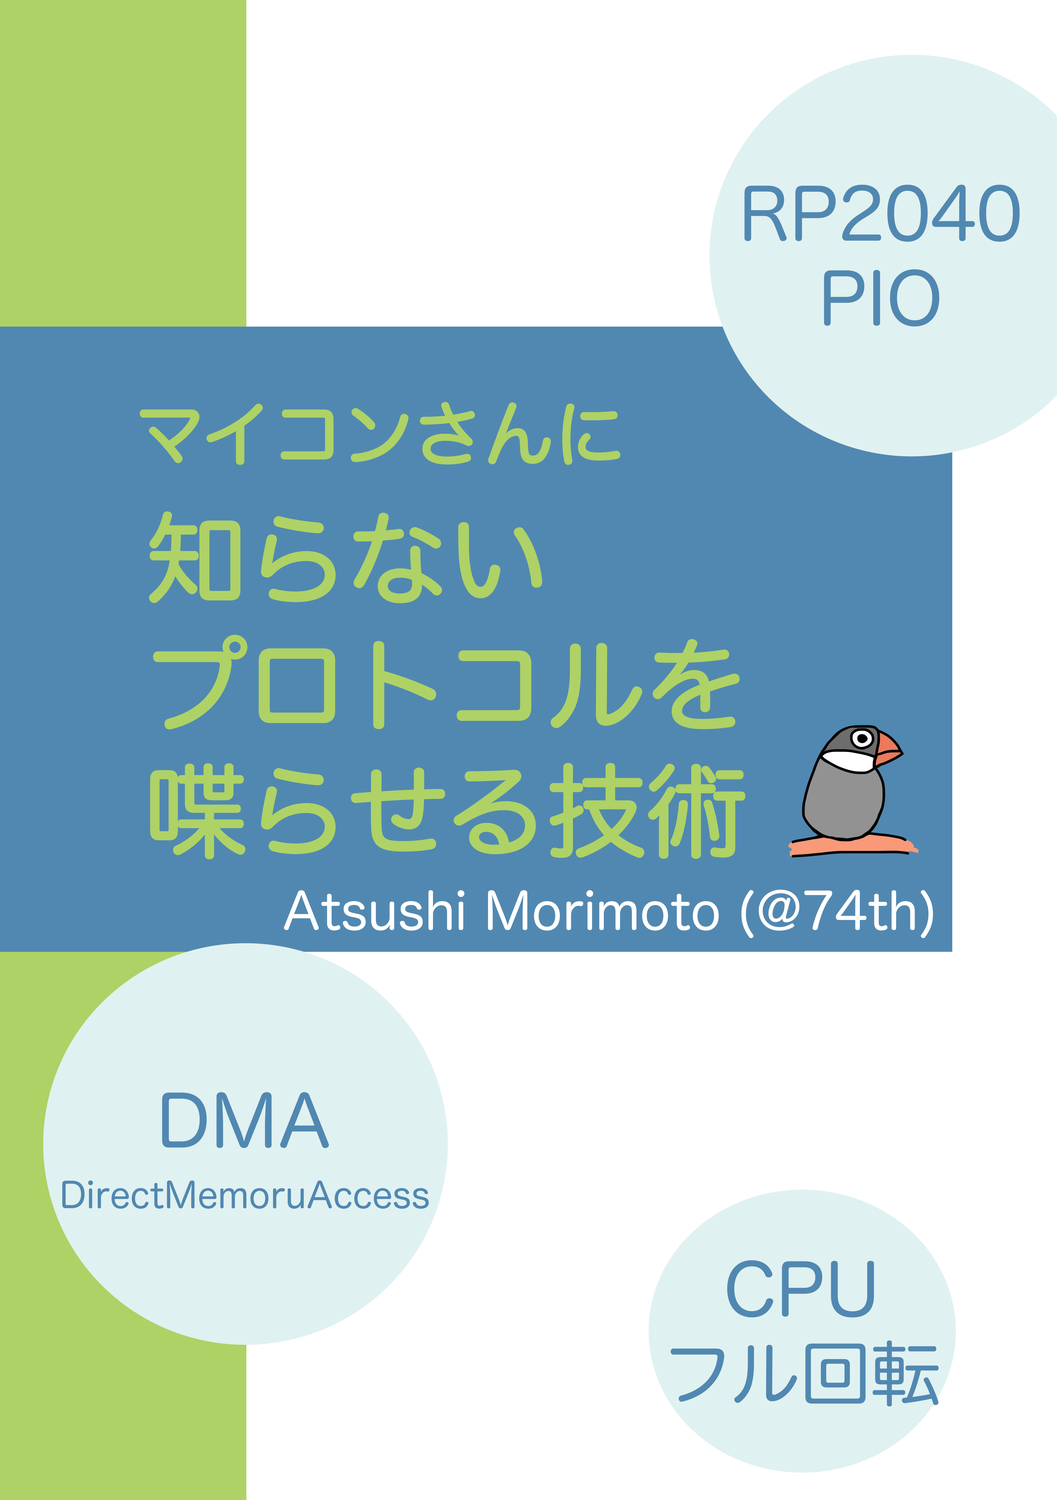 RP2040
PIO
マイコンさんに
知らない
プロトコルを
喋らせる技術
Atsushi Morimoto (@74th)
DMA
DirectMemoruAccess
CPU
フル回転